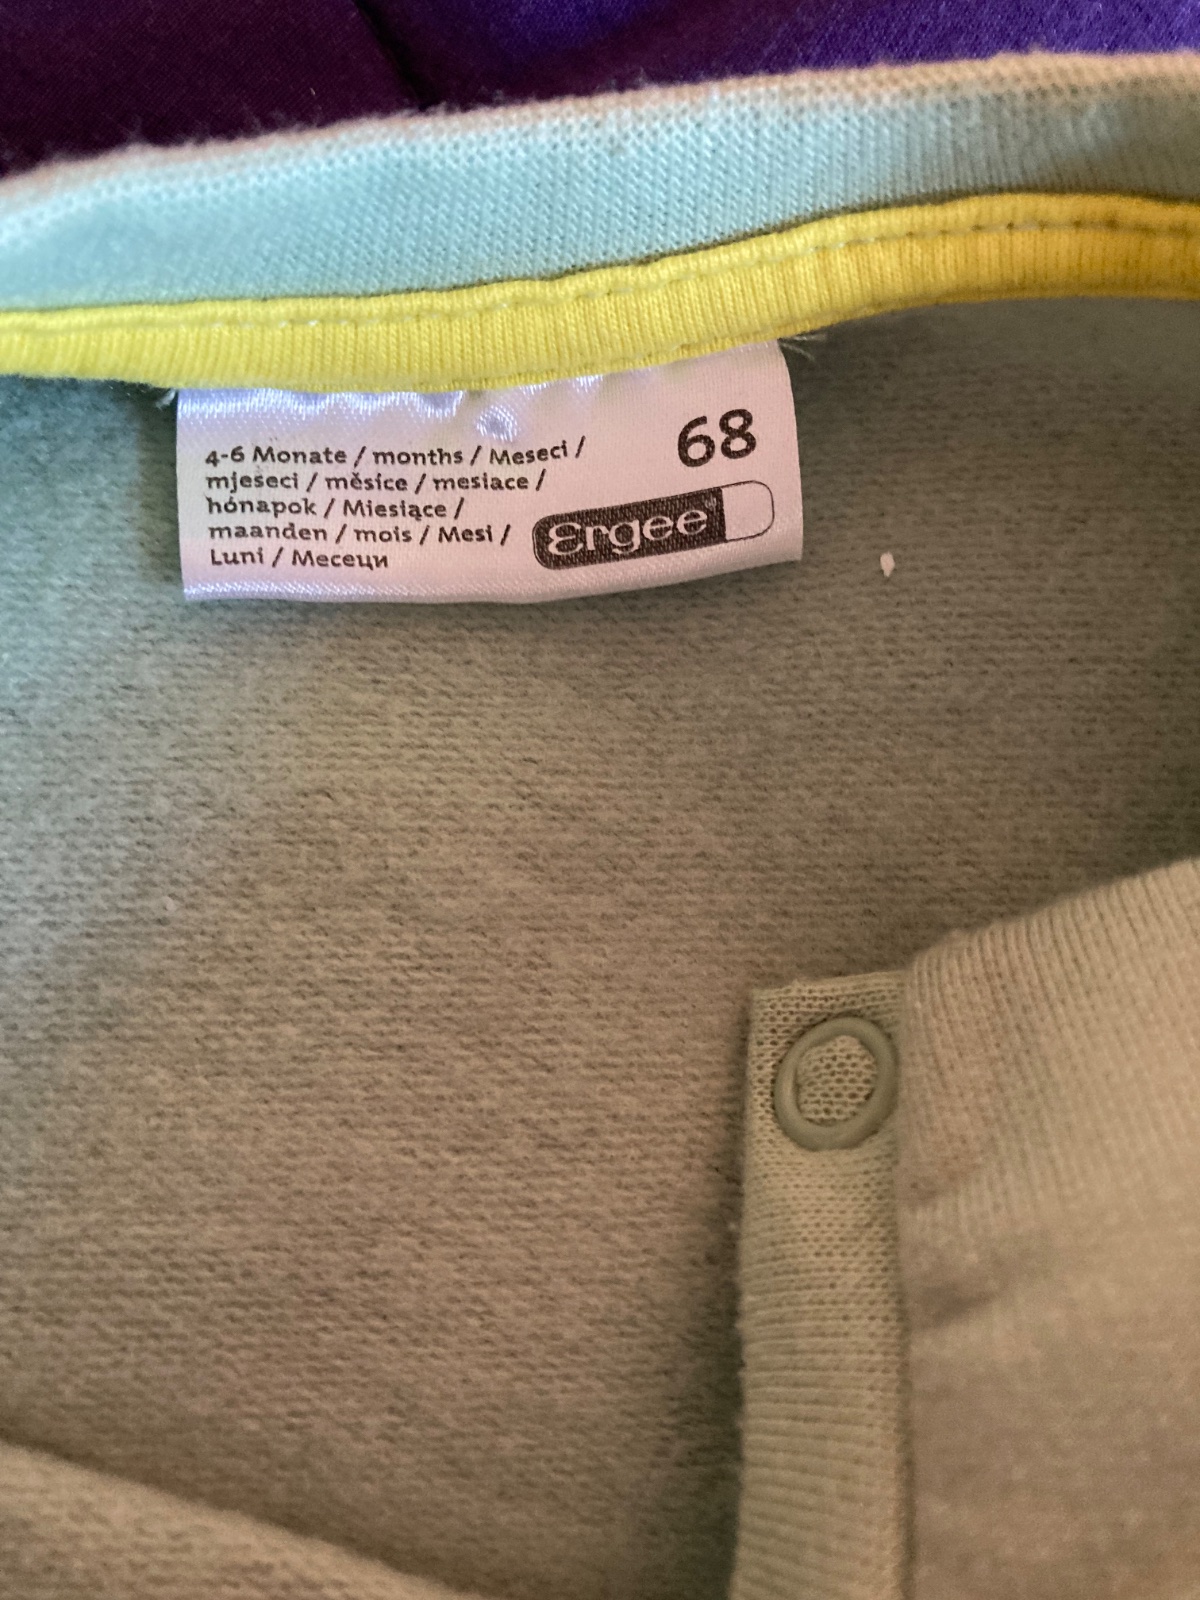 4-6 Monate / months / Meseci /
mjeseci / měsíce / mesiace /
hónapok / Miesiące /
maanden / mois / Mesi /
Luni / Месеци
68
Ergee